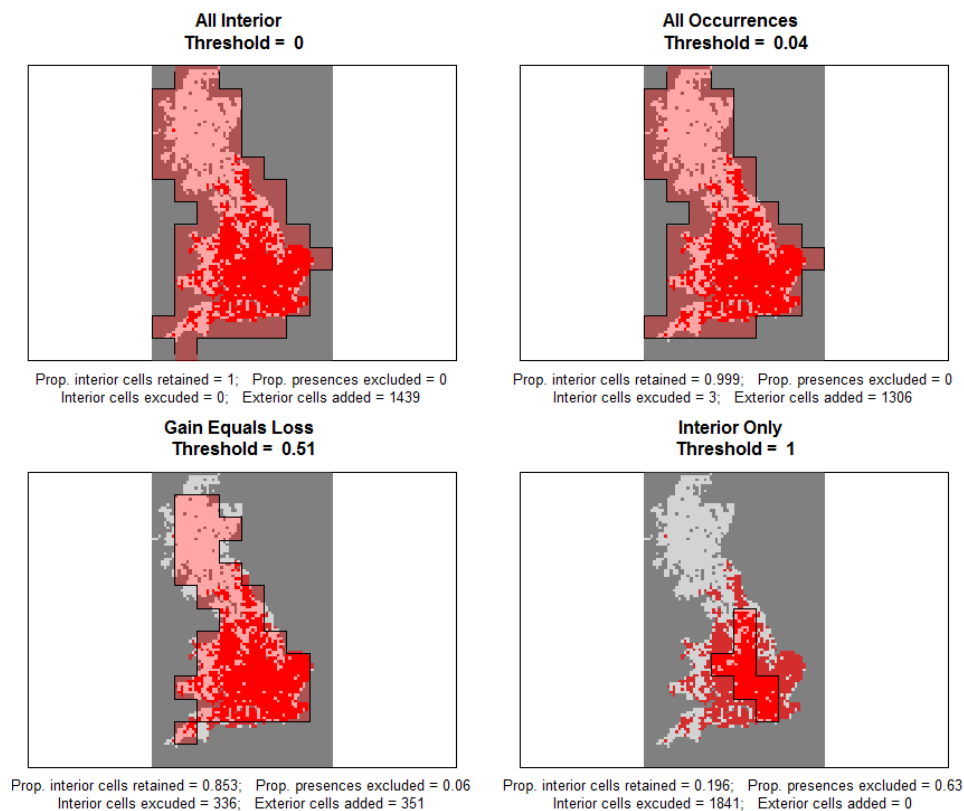 All Interior
Threshold = 0
All Occurrences
Threshold = 0.04
Prop. interior cells retained = 1; Prop. presences excluded = 0
Interior cells excuded = 0; Exterior cells added = 1439
Prop. interior cells retained = 0.999; Prop. presences excluded = 0
Interior cells excuded = 3; Exterior cells added = 1306
Gain Equals Loss
Threshold = 0.51
Interior Only
Threshold = 1
Prop. interior cells retained = 0.853; Prop. presences excluded = 0.06
Interior cells excuded = 336; Exterior cells added = 351
Prop. interior cells retained = 0.196; Prop. presences excluded = 0.63
Interior cells excuded = 1841; Exterior cells added = 0